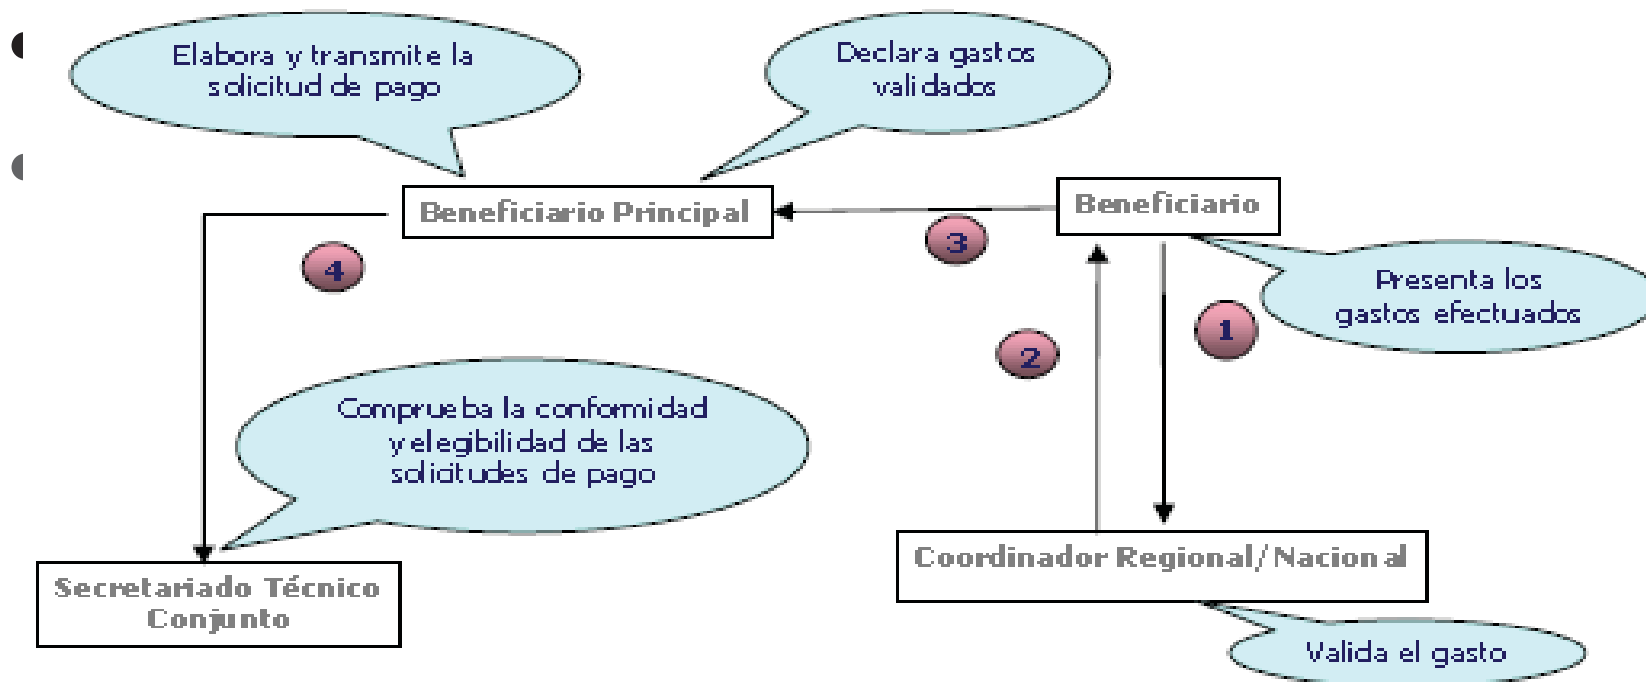 Elabora y transmite la
solicitud de pago
Declara gastos
validados
Beneficiario Principal
Beneficiario
3
4
Presenta los
gastos efectuados
1
2
Comprueba la conformidad
y elegibilidad de las
solicitudes de pago
Coordinador Regional/Nacional
Secretariado Técnico
Conjunto
Valida el gasto